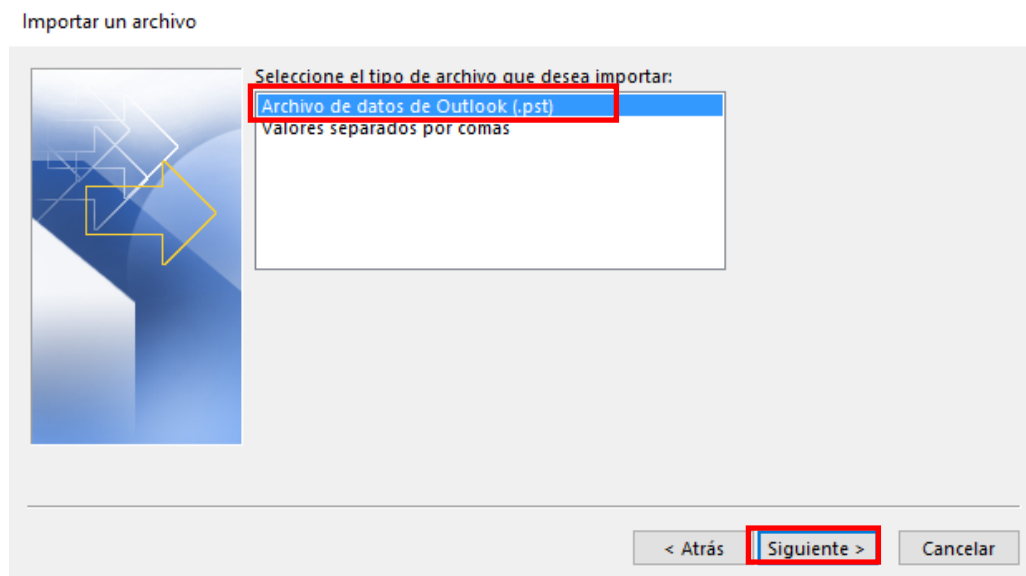 Importar un archivo
Seleccione el tipo de archivo que desea importar:
Archivo de datos de Outlook (.pst)
Valores separados por comas
< Atrás
Siguiente >
Cancelar